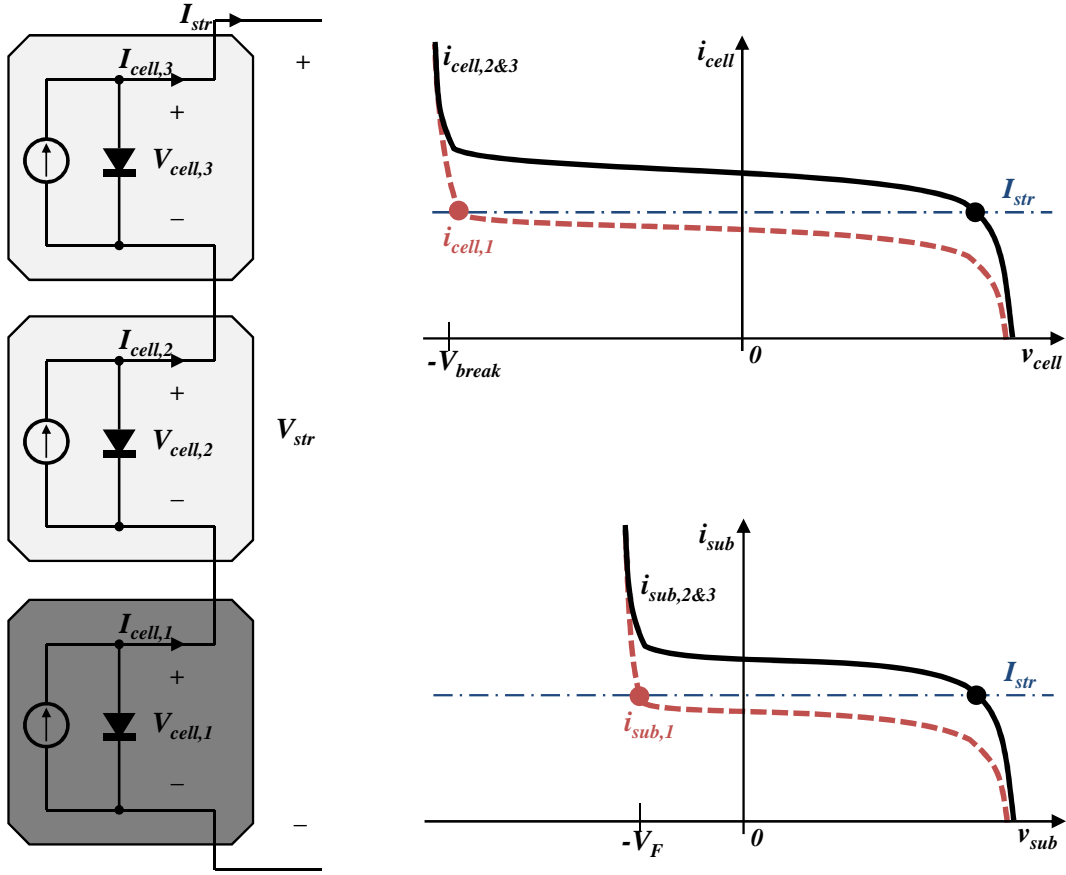 I_str
+
I_cell,3
+
V_cell,3
–
I_cell,2
+
V_cell,2
–
V_str
I_cell,1
+
V_cell,1
–
–
i_cell,2&3
i_cell
I_str
i_cell,1
-V_break
0
v_cell
i_sub
i_sub,2&3
I_str
i_sub,1
-V_F
0
v_sub